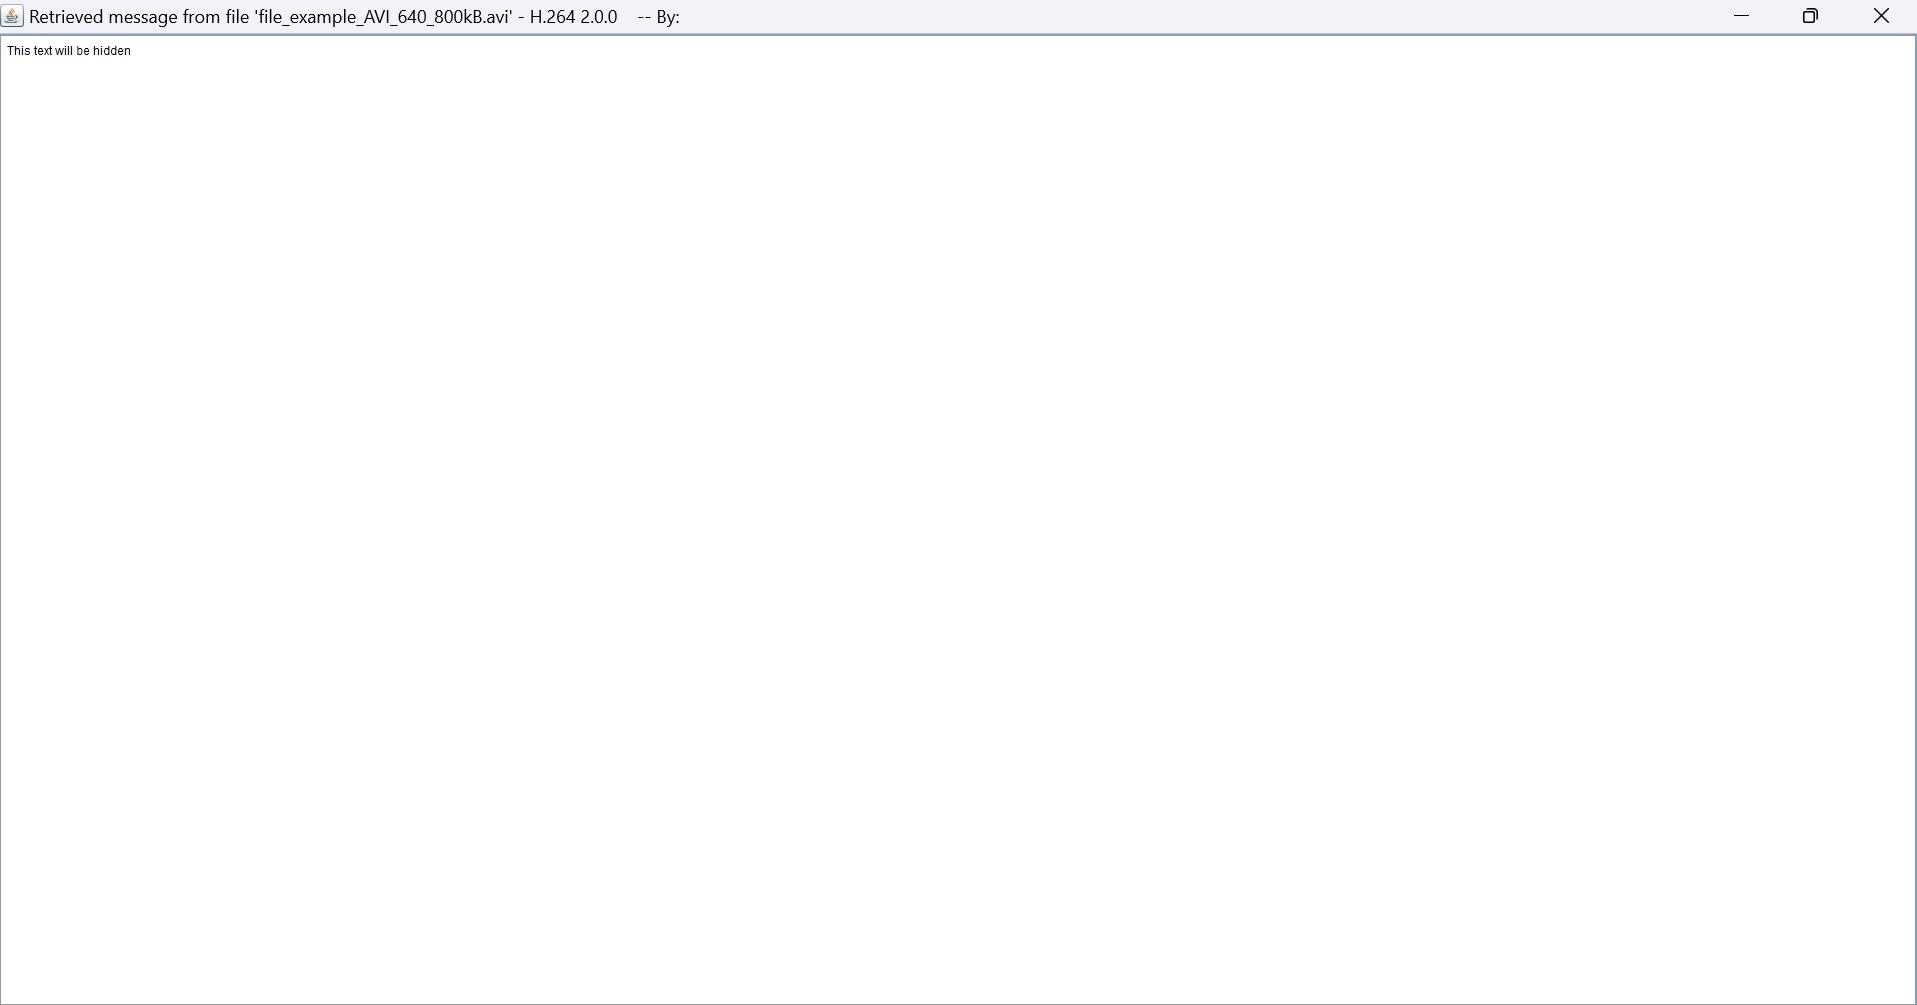 Retrieved message from file 'file_example_AVI_640_800kB.avi' - H.264 2.0.0 -- By:
This text will be hidden